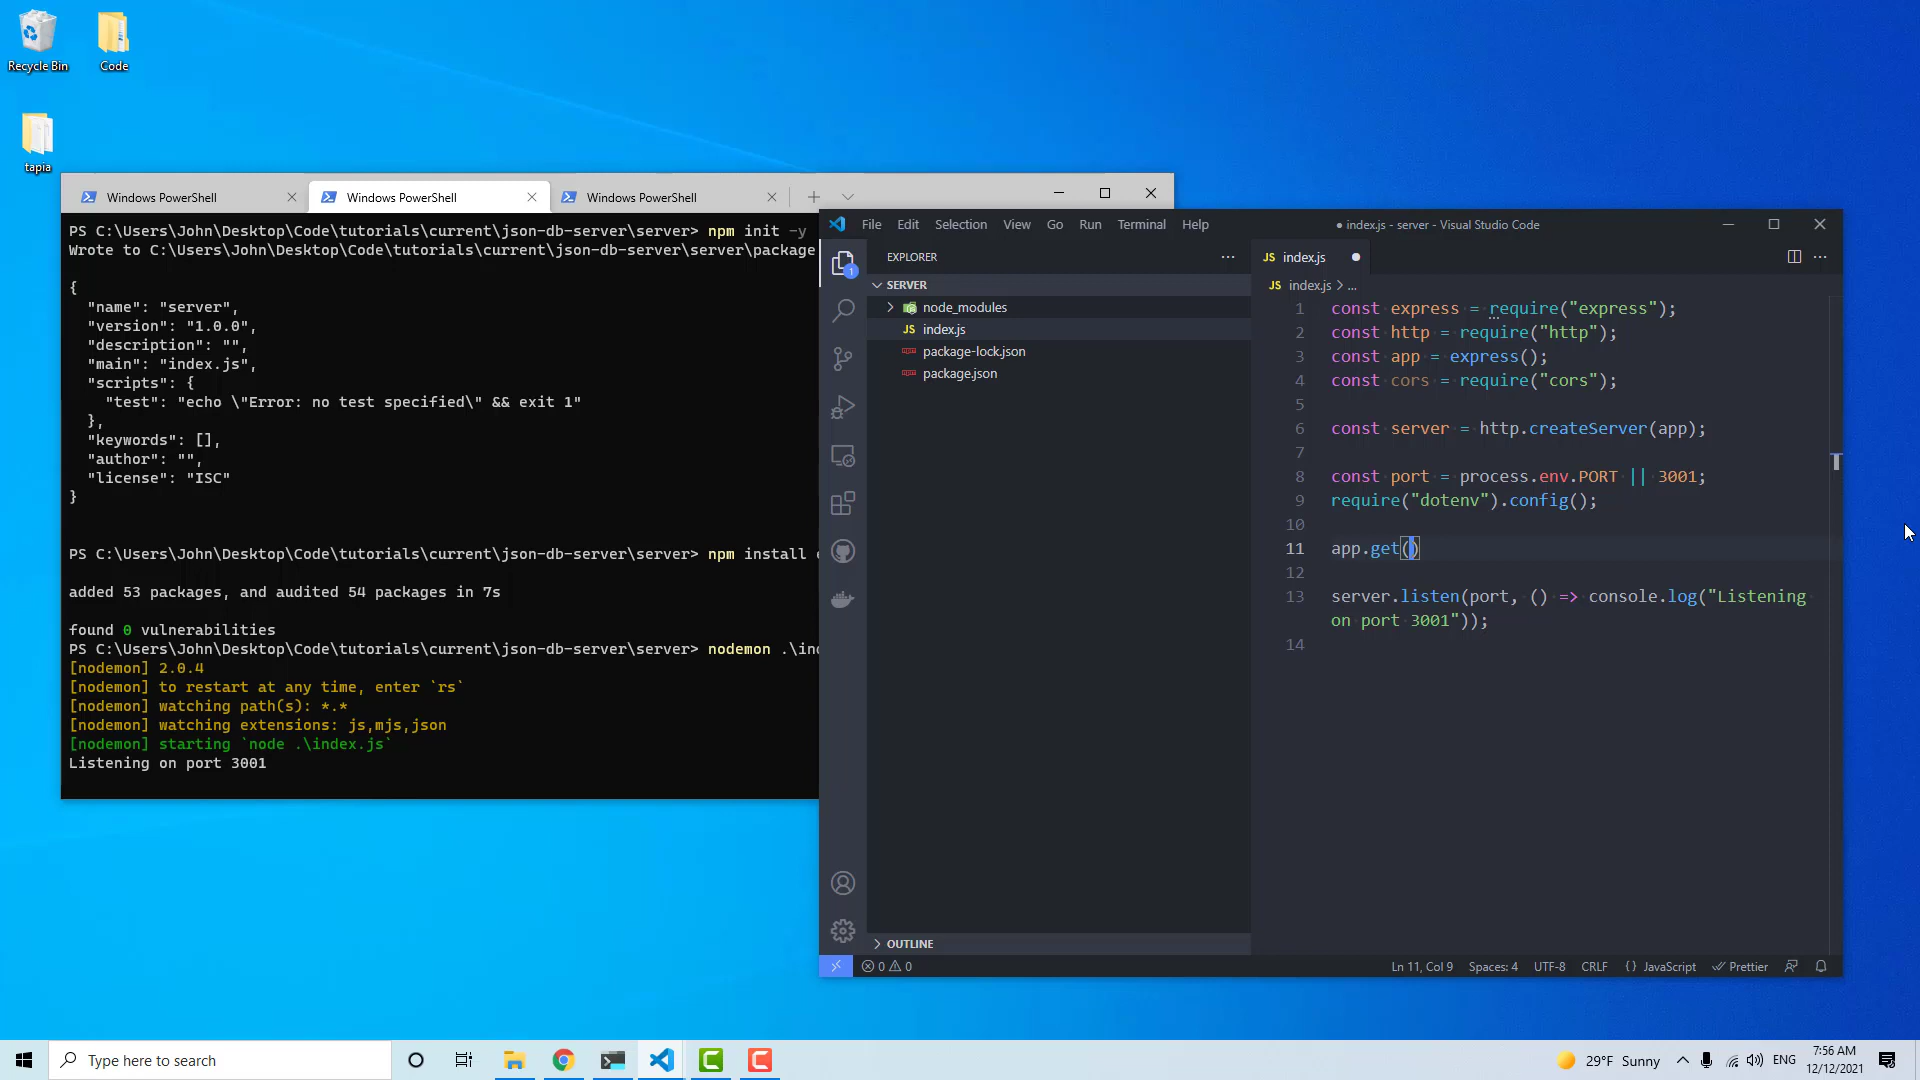 Recycle Bin
Code
tapia
Windows PowerShell
Windows PowerShell
Windows PowerShell
PS C:\Users\John\Desktop\Code\tutorials\current\json-db-server\server> npm init -y
Wrote to C:\Users\John\Desktop\Code\tutorials\current\json-db-server\server\package
{
"name": "server",
"version": "1.0.0",
"description": "",
"main": "index.js",
"scripts": {
"test": "echo \"Error: no test specified\" && exit 1"
},
"keywords": [],
"author": "",
"license": "ISC"
}
PS C:\Users\John\Desktop\Code\tutorials\current\json-db-server\server> npm install
added 53 packages, and audited 54 packages in 7s
found 0 vulnerabilities
PS C:\Users\John\Desktop\Code\tutorials\current\json-db-server\server> nodemon .\in
[nodemon] 2.0.4
[nodemon] to restart at any time, enter `rs`
[nodemon] watching path(s): *.*
[nodemon] watching extensions: js,mjs,json
[nodemon] starting `node .\index.js`
Listening on port 3001
File Edit Selection View Go Run Terminal Help
● index.js - server - Visual Studio Code
1
EXPLORER
SERVER
node_modules
JS index.js
package-lock.json
package.json
OUTLINE
JS index.js
JS index.js > ...
1 const express = require("express");
2 const http = require("http");
3 const app = express();
4 const cors = require("cors");
5
6 const server = http.createServer(app);
7
8 const port = process.env.PORT || 3001;
9 require("dotenv").config();
10
11 app.get()
12
13 server.listen(port, () => console.log("Listening
on port 3001"));
14
0 0
Ln 11, Col 9 Spaces: 4 UTF-8 CRLF {} JavaScript Prettier
Type here to search
29°F Sunny
ENG
7:56 AM
12/12/2021